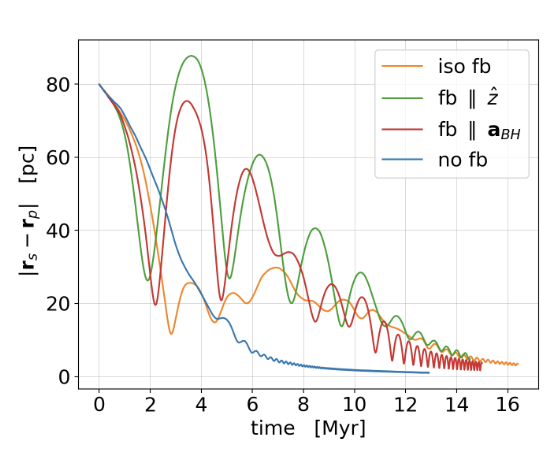 iso fb
fb ∥ ẑ
fb ∥ a_BH
no fb
|r_s − r_p| [pc]
80
60
40
20
0
0 2 4 6 8 10 12 14 16
time [Myr]